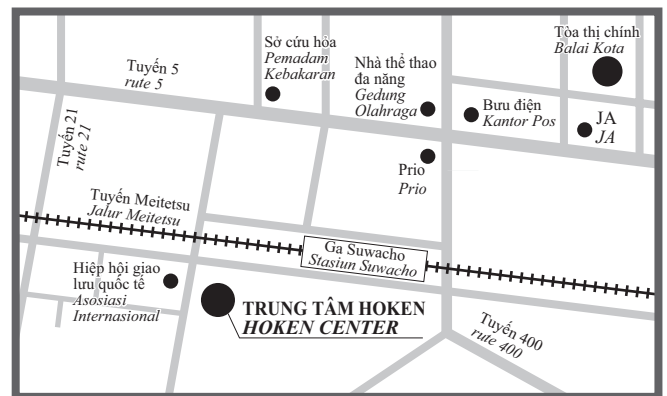 Tòa thị chính
Balai Kota
Sở cứu hỏa
Pemadam
Kebakaran
Nhà thể thao
đa năng
Gedung
Olahraga
Tuyến 5
rute 5
Bưu điện
Kantor Pos
JA
JA
Tuyến 21
rute 21
Prio
Prio
Tuyến Meitetsu
Jalur Meitetsu
Ga Suwacho
Stasiun Suwacho
Hiệp hội giao
lưu quốc tế
Asosiasi
Internasional
TRUNG TÂM HOKEN
HOKEN CENTER
Tuyến 400
rute 400